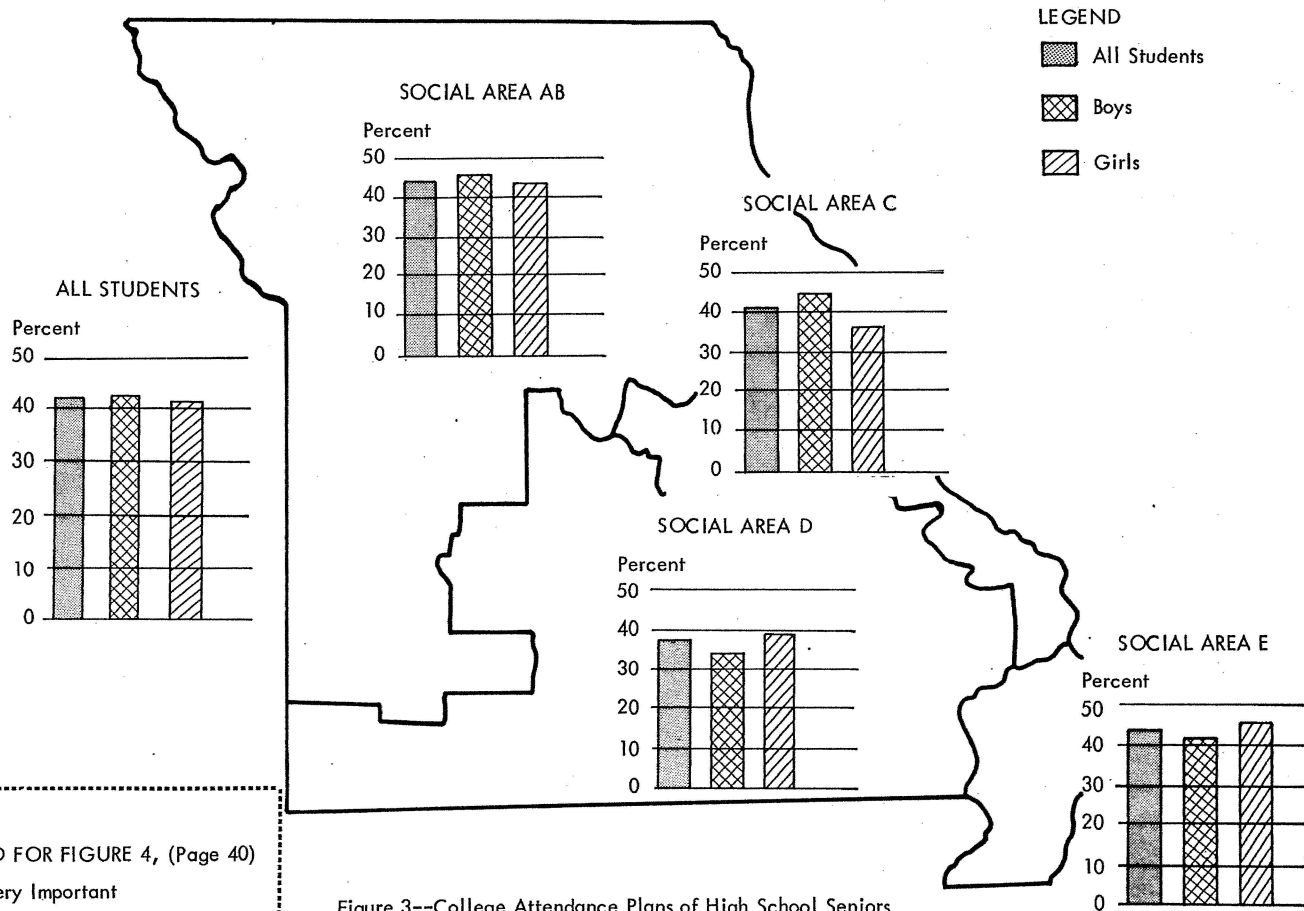 LEGEND
All Students
Boys
Girls
SOCIAL AREA AB
Percent
50
40
30
20
10
0
SOCIAL AREA C
Percent
50
40
30
20
10
0
ALL STUDENTS
Percent
50
40
30
20
10
0
SOCIAL AREA D
Percent
50
40
30
20
10
0
SOCIAL AREA E
Percent
50
40
30
20
10
0
FOR FIGURE 4, (Page 40)
Important
Figure 3--College Attendance Plans of High School Seniors